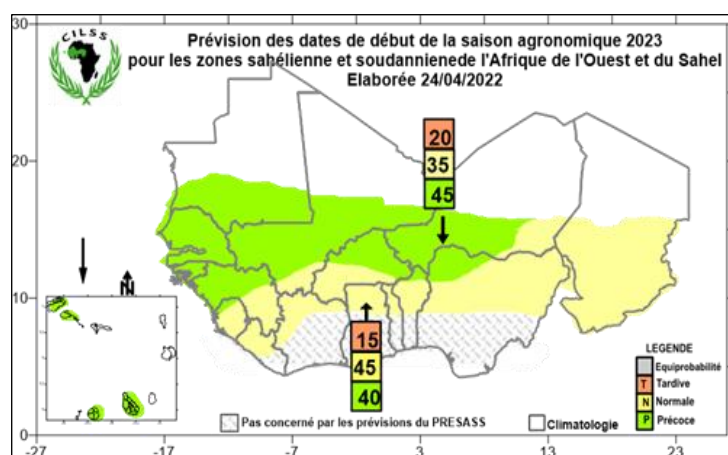 30
CILSS
Prévision des dates de début de la saison agronomique 2023
pour les zones sahélienne et soudannienede l'Afrique de l'Ouest et du Sahel
Elaborée 24/04/2022
20
35
45
20
10
N
15
45
40
LEGENDE
Equiprobabilité
T Tardive
N Normale
P Précoce
Pas concerné par les prévisions du PRESASS
Climatologie
0
-27
-17
-7
3
13
23